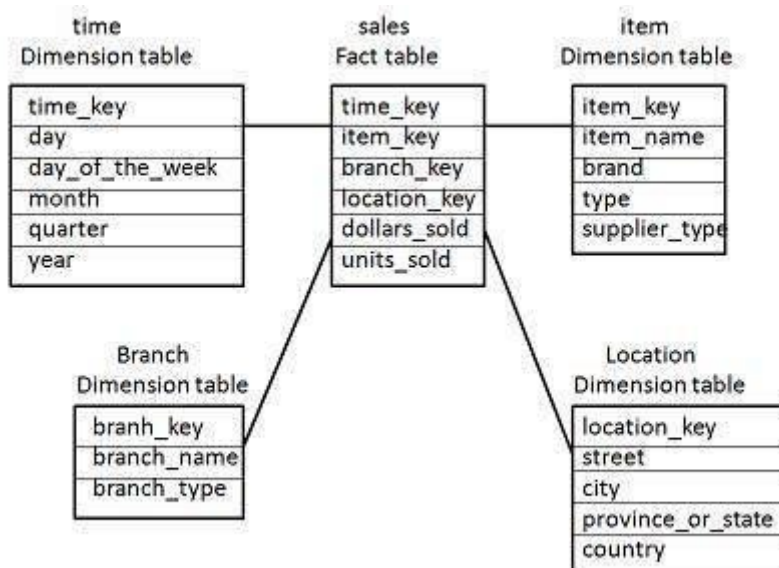 time
Dimension table
time_key
day
day_of_the_week
month
quarter
year
sales
Fact table
time_key
item_key
branch_key
location_key
dollars_sold
units_sold
item
Dimension table
item_key
item_name
brand
type
supplier_type
Branch
Dimension table
branh_key
branch_name
branch_type
Location
Dimension table
location_key
street
city
province_or_state
country